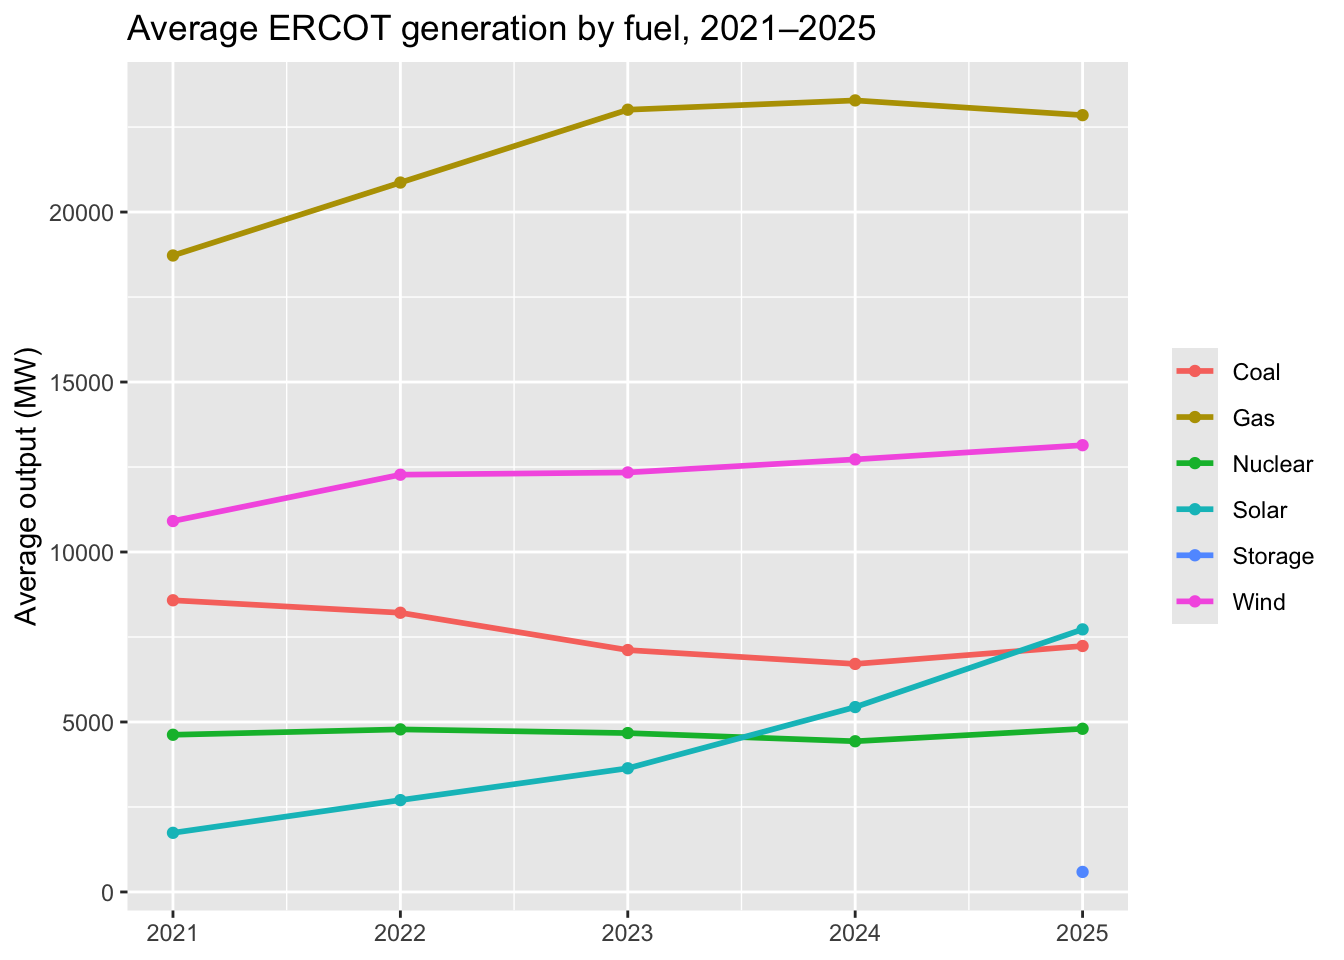 Average ERCOT generation by fuel, 2021–2025
Average output (MW)
20000
15000
10000
5000
0
2021 2022 2023 2024 2025
Coal
Gas
Nuclear
Solar
Storage
Wind